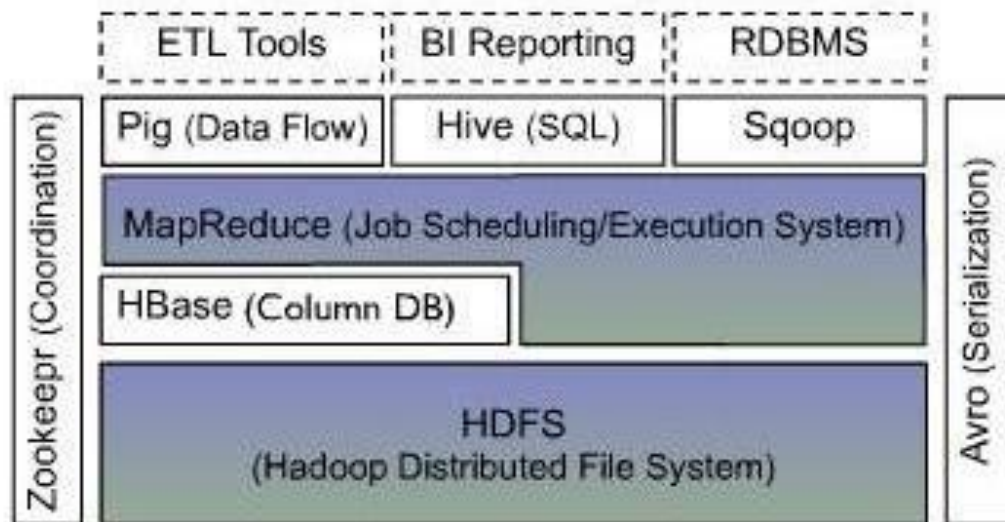 ETL Tools
BI Reporting
RDBMS
Zookeepr (Coordination)
Pig (Data Flow)
Hive (SQL)
Sqoop
Avro (Serialization)
MapReduce (Job Scheduling/Execution System)
HBase (Column DB)
HDFS
(Hadoop Distributed File System)